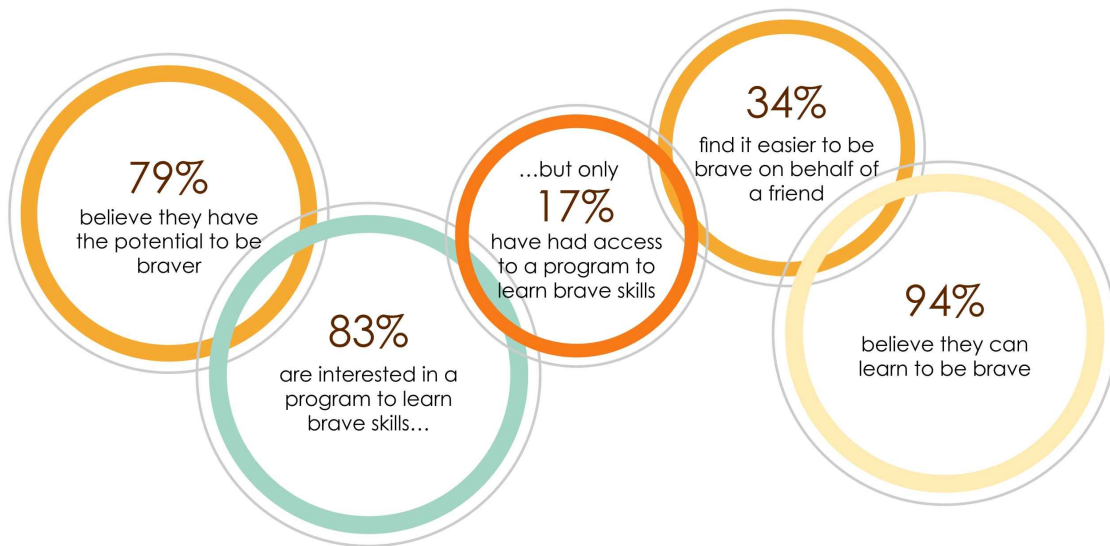 79%
believe they have
the potential to be
braver
83%
are interested in a
program to learn
brave skills…
…but only
17%
have had access
to a program to
learn brave skills
34%
find it easier to be
brave on behalf of
a friend
94%
believe they can
learn to be brave